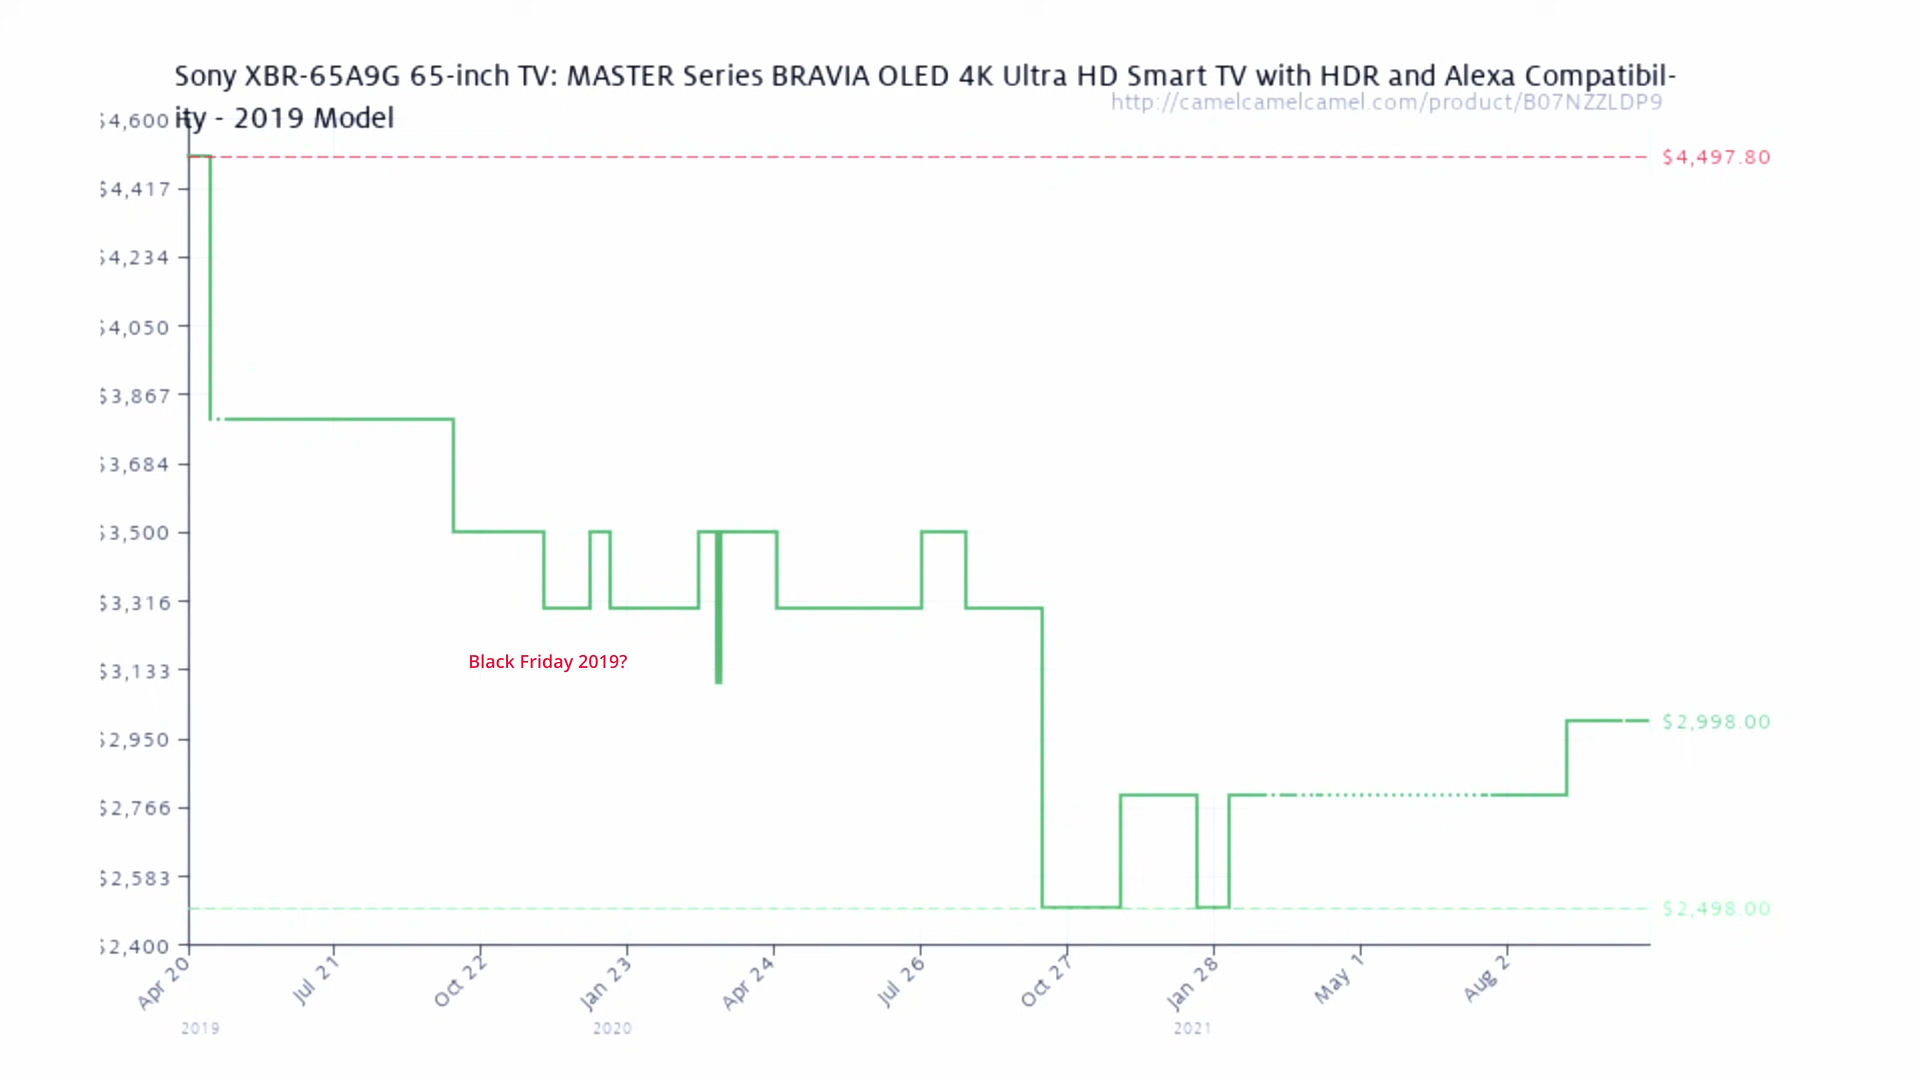 Sony XBR-65A9G 65-inch TV: MASTER Series BRAVIA OLED 4K Ultra HD Smart TV with HDR and Alexa Compatibil-
ity - 2019 Model
http://camelcamelcamel.com/product/B07NZZLDP9
$4,600
$4,497.80
$4,417
$4,234
$4,050
$3,867
$3,684
$3,500
$3,316
Black Friday 2019?
$3,133
$2,998.00
$2,950
$2,766
$2,583
$2,498.00
$2,400
Apr 20
Jul 21
Oct 22
Jan 23
Apr 24
Jul 26
Oct 27
Jan 28
May 1
Aug 2
2019
2020
2021